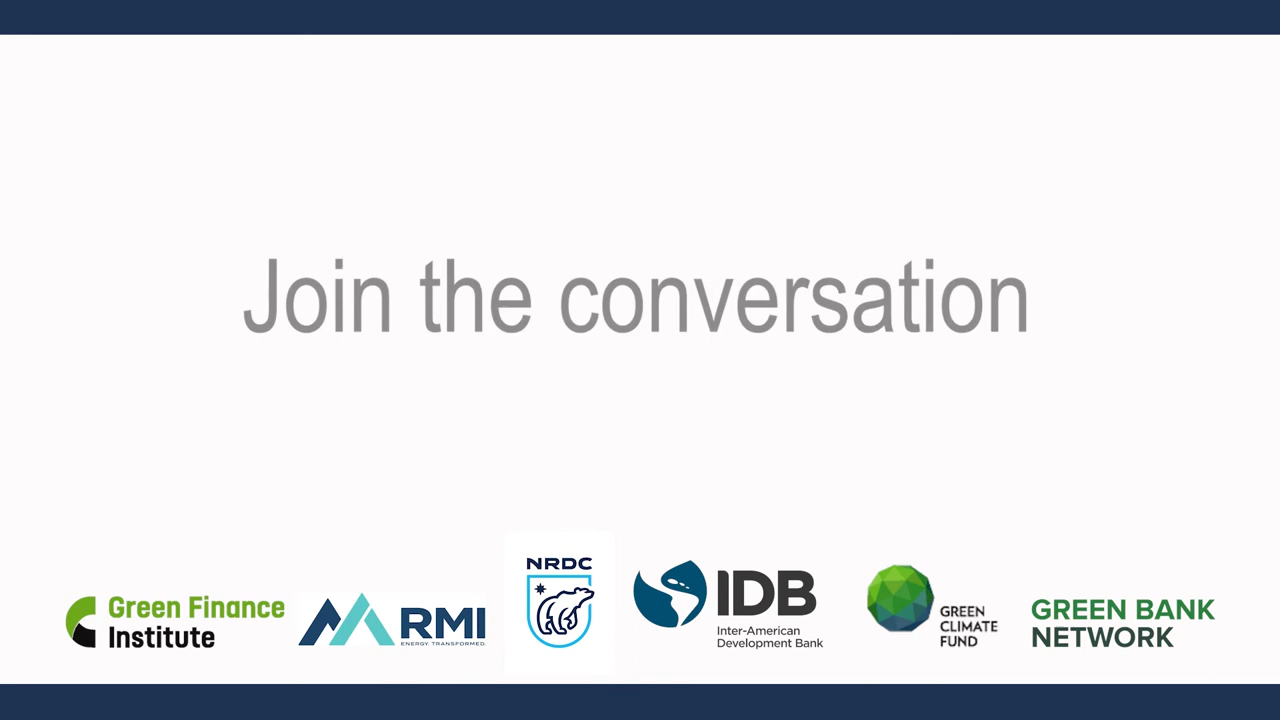 Join the conversation
Green Finance
Institute
RMI
ENERGY. TRANSFORMED.
NRDC
IDB
Inter-American
Development Bank
GREEN
CLIMATE
FUND
GREEN BANK
NETWORK